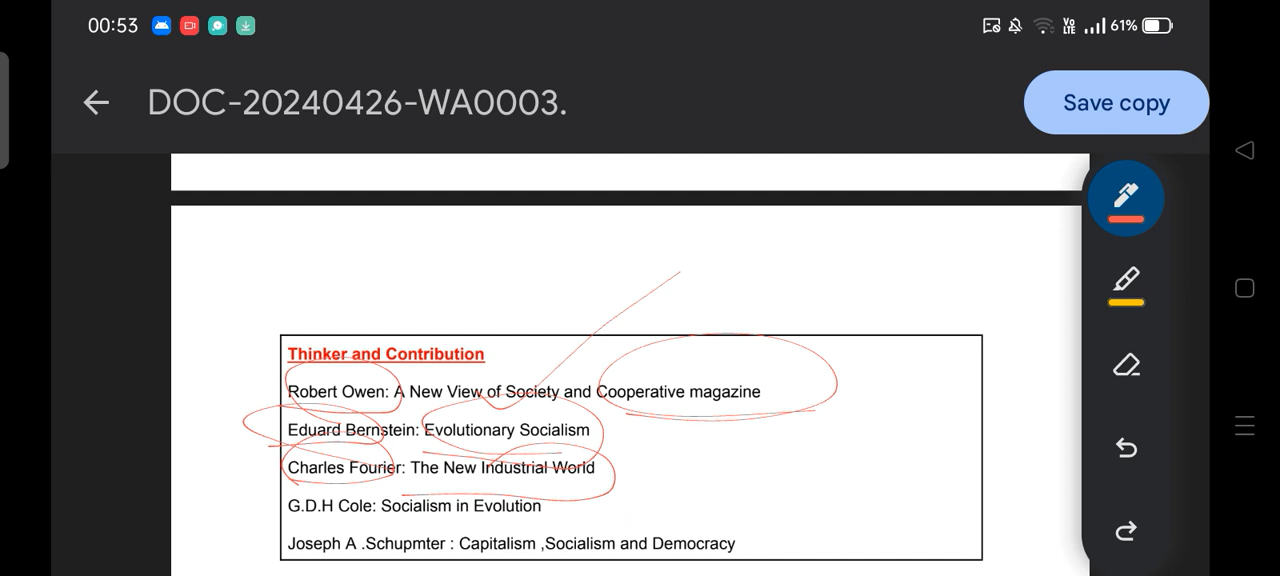 00:53
Vo LTE 61%
DOC-20240426-WA0003.
Save copy
Thinker and Contribution
Robert Owen: A New View of Society and Cooperative magazine
Eduard Bernstein: Evolutionary Socialism
Charles Fourier: The New Industrial World
G.D.H Cole: Socialism in Evolution
Joseph A .Schupmter : Capitalism ,Socialism and Democracy